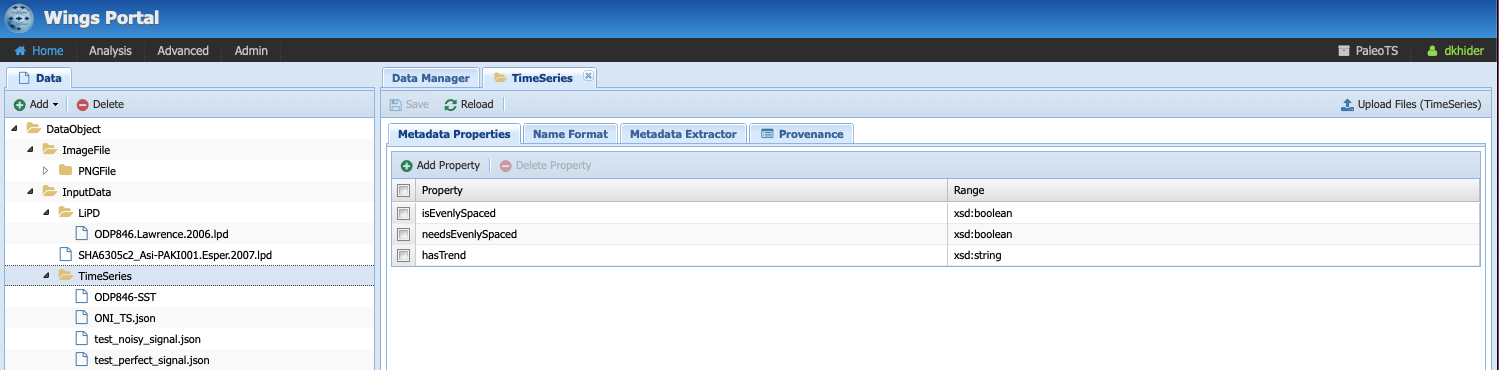 Wings Portal
Home Analysis Advanced Admin PaleoTS dkhider
Data
Add Delete
DataObject
ImageFile
PNGFile
InputData
LiPD
ODP846.Lawrence.2006.lpd
SHA6305c2_Asi-PAKI001.Esper.2007.lpd
TimeSeries
ODP846-SST
ONI_TS.json
test_noisy_signal.json
test_perfect_signal.json
Data Manager TimeSeries
Save Reload Upload Files (TimeSeries)
Metadata Properties Name Format Metadata Extractor Provenance
Add Property Delete Property
Property Range
isEvenlySpaced xsd:boolean
needsEvenlySpaced xsd:boolean
hasTrend xsd:string